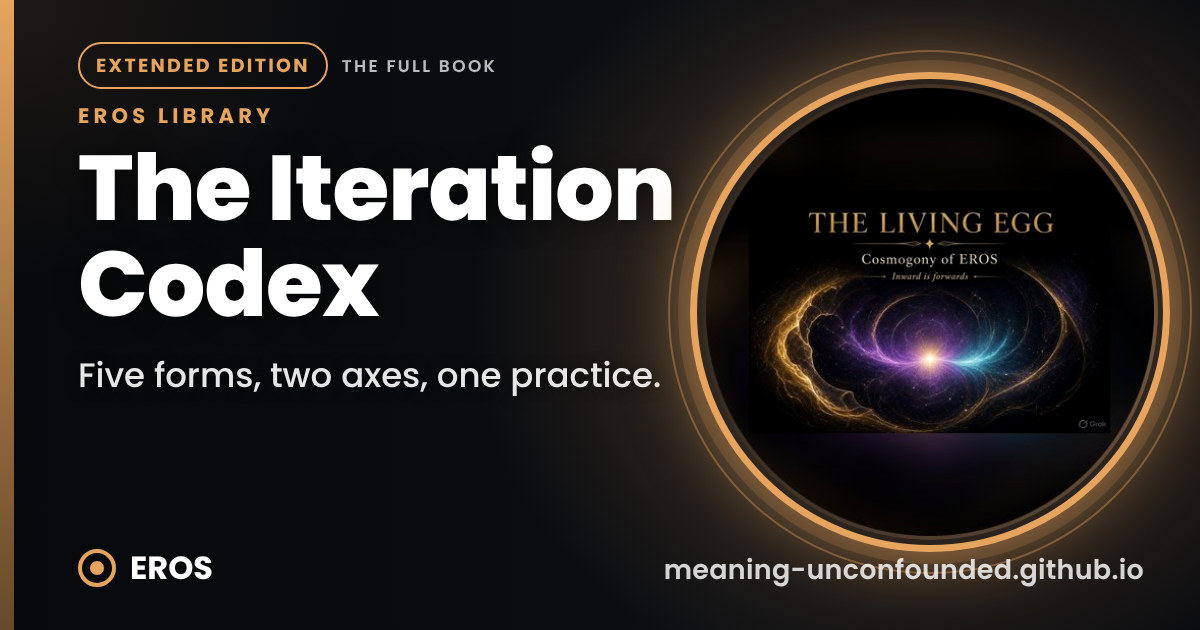 EXTENDED EDITION THE FULL BOOK
EROS LIBRARY
The Iteration
Codex
Five forms, two axes, one practice.
THE LIVING EGG
Cosmogony of EROS
Inward is forwards
Grok
EROS
meaning-unconfounded.github.io